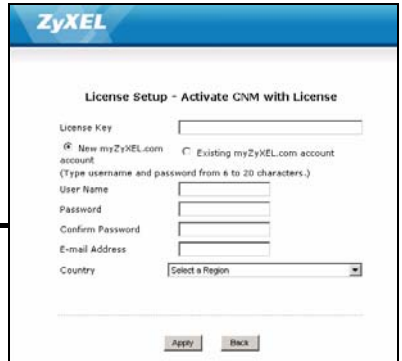 ZyXEL
License Setup - Activate CNM with License
License Key
New myZyXEL.com account
Existing myZyXEL.com account
(Type username and password from 6 to 20 characters.)
User Name
Password
Confirm Password
E-mail Address
Country
Select a Region
Apply
Back